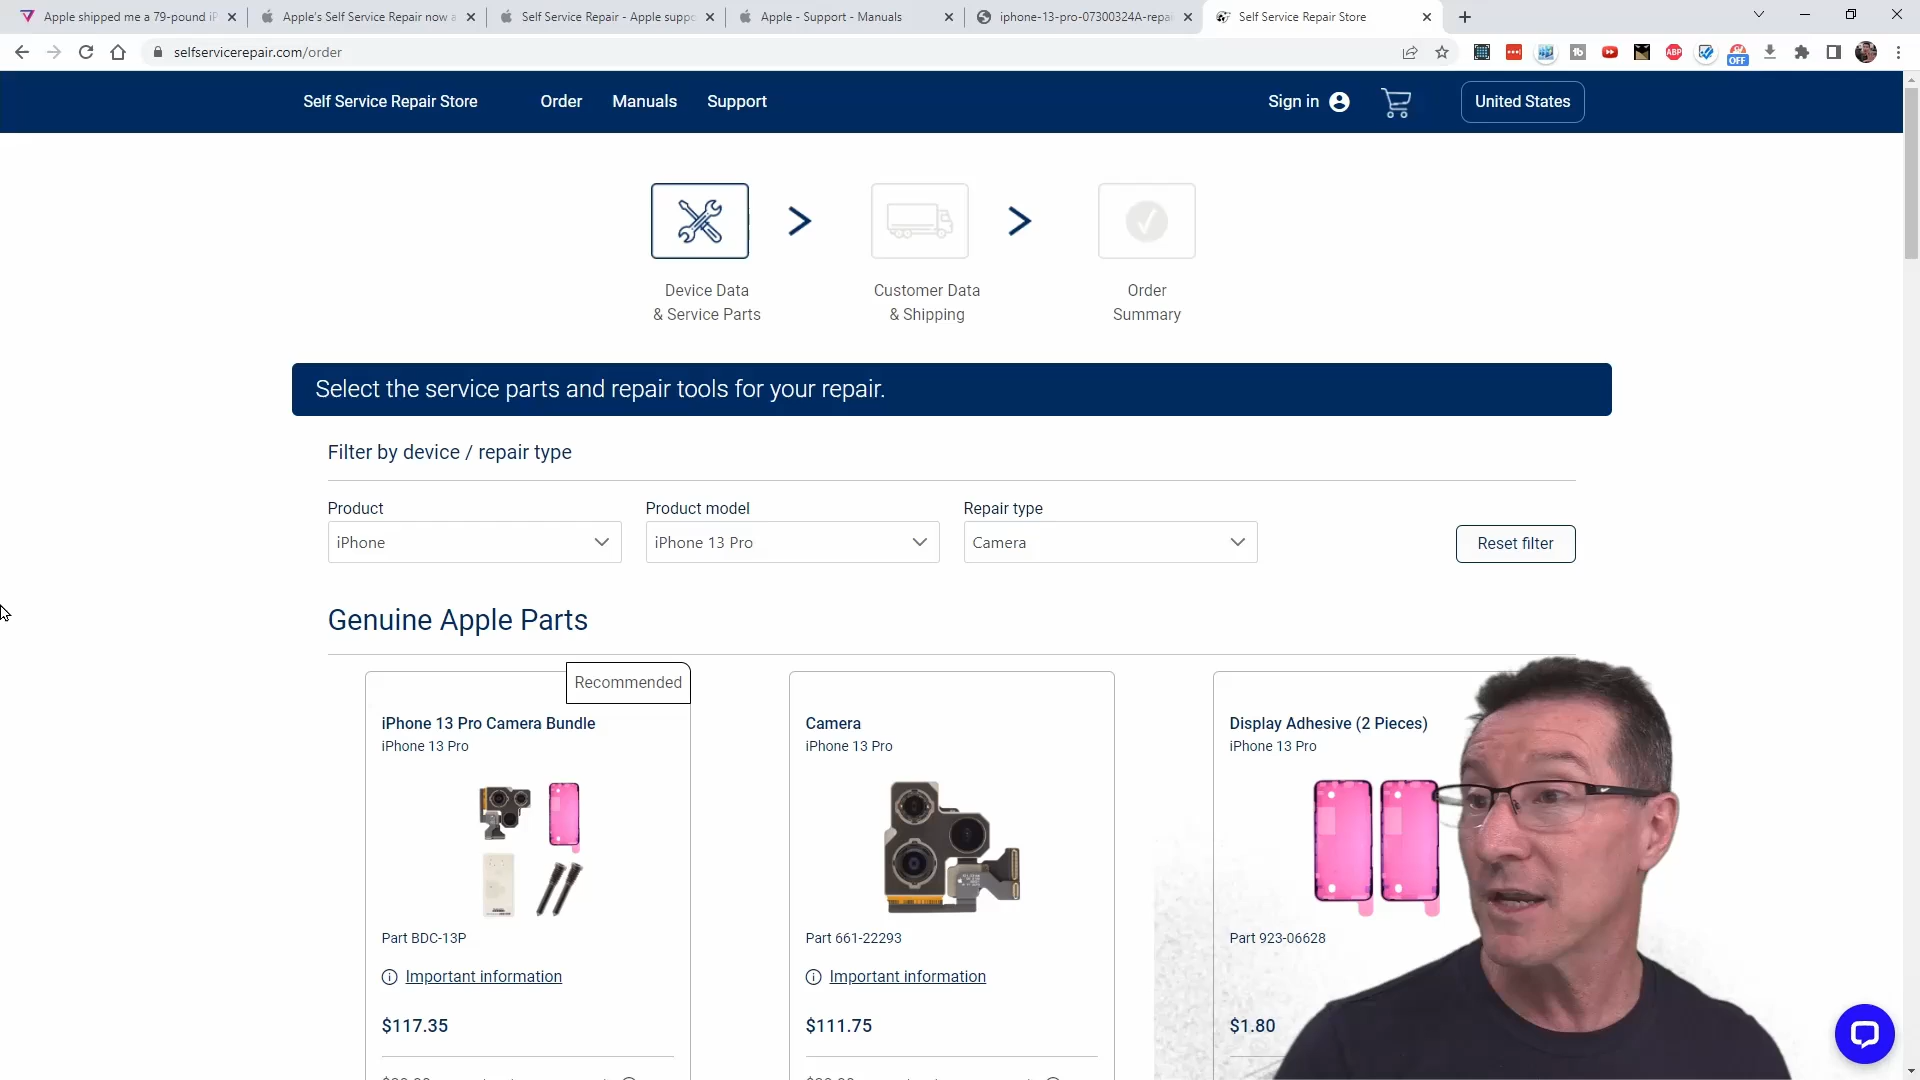 Apple shipped me a 79-pound iP
Apple's Self Service Repair now a
Self Service Repair - Apple suppo
Apple - Support - Manuals
iphone-13-pro-07300324A-repai
Self Service Repair Store
selfservicerepair.com/order
ABP
OFF
Self Service Repair Store
Order
Manuals
Support
Sign in
United States
Device Data
& Service Parts
Customer Data
& Shipping
Order
Summary
Select the service parts and repair tools for your repair.
Filter by device / repair type
Product
Product model
Repair type
iPhone
iPhone 13 Pro
Camera
Reset filter
Genuine Apple Parts
Recommended
iPhone 13 Pro Camera Bundle
iPhone 13 Pro
Part BDC-13P
Important information
$117.35
Camera
iPhone 13 Pro
Part 661-22293
Important information
$111.75
Display Adhesive (2 Pieces)
iPhone 13 Pro
Part 923-06628
$1.80